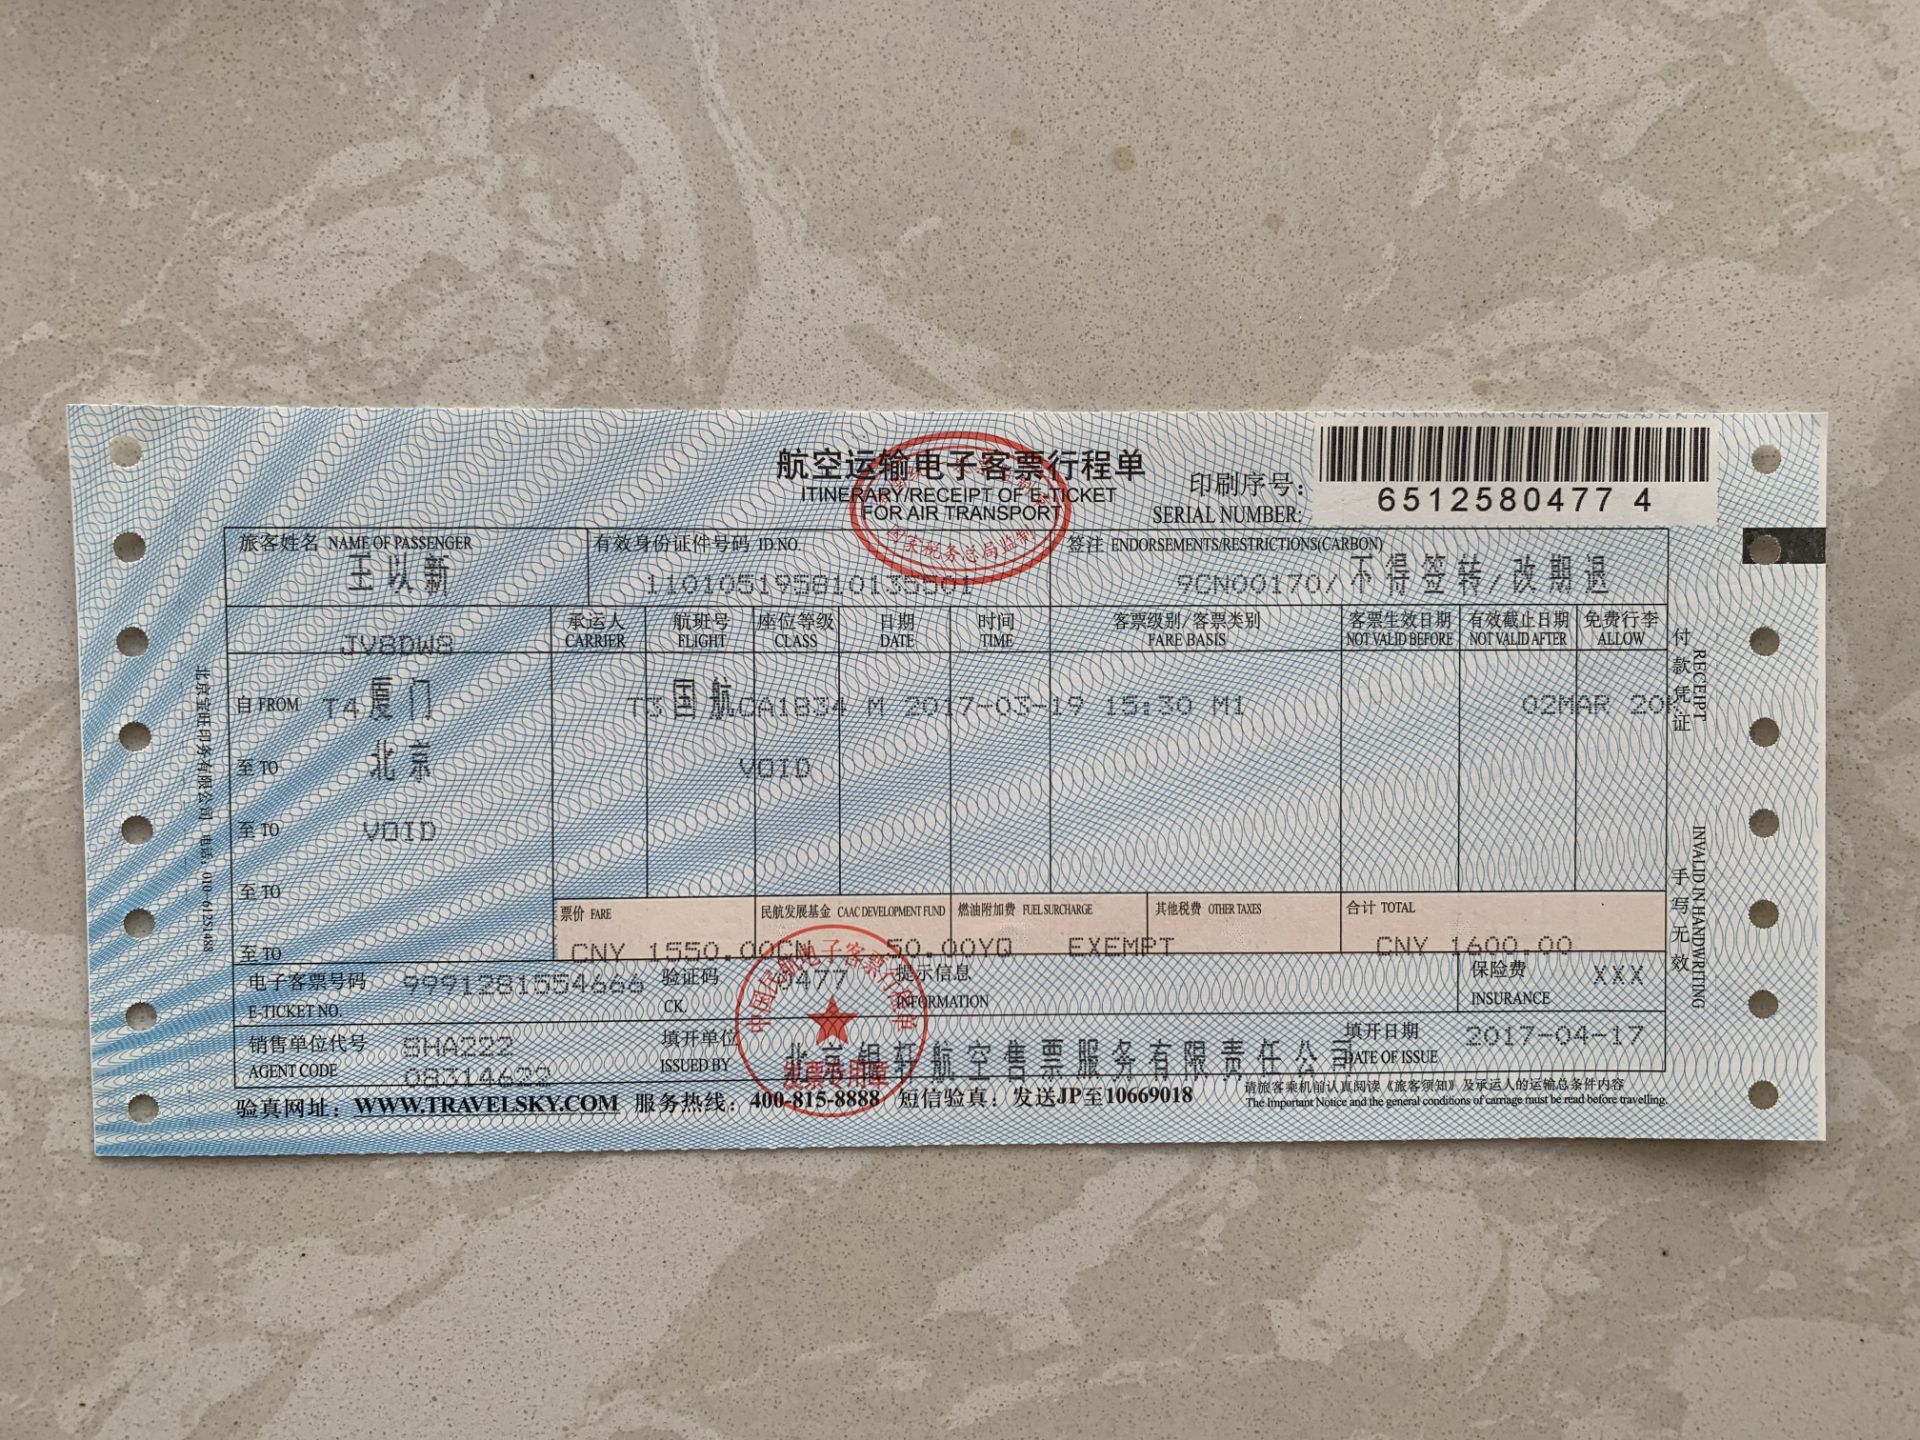 航空运输电子客票行程单
ITINERARY/RECEIPT OF E-TICKET
FOR AIR TRANSPORT
国家税务总局监制
印刷序号：
SERIAL NUMBER:
6512580477 4
旅客姓名 NAME OF PASSENGER
王以新
有效身份证件号码 ID.NO.
110105195810135501
签注 ENDORSEMENTS/RESTRICTIONS(CARBON)
9CN00170/不得签转/改期退
JV8DW8
承运人 CARRIER
航班号 FLIGHT
座位等级 CLASS
日期 DATE
时间 TIME
客票级别/客票类别 FARE BASIS
客票生效日期 NOT VALID BEFORE
有效截止日期 NOT VALID AFTER
免费行李 ALLOW
自 FROM T4厦门 T3国航CA1834 M 2017-03-19 15:30 M1 02MAR 20K
至 TO 北京 VOID
至 TO VOID
至 TO
至 TO
票价 FARE
民航发展基金 CAAC DEVELOPMENT FUND
燃油附加费 FUEL SURCHARGE
其他税费 OTHER TAXES
合计 TOTAL
CNY 1550.00CN 50.00YQ EXEMPT CNY 1600.00
电子客票号码 E-TICKET NO. 9991281554666
验证码 CK. 0477
提示信息 INFORMATION
保险费 INSURANCE XXX
销售单位代号 AGENT CODE
SHA222
08314622
填开单位 ISSUED BY
北京银轩航空售票服务有限责任公司
填开日期 DATE OF ISSUE 2017-04-17
中国民航电子客票行程单
发票专用章
验真网址：WWW.TRAVELSKY.COM 服务热线：400-815-8888 短信验真：发送JP至10669018
请旅客乘机前认真阅读《旅客须知》及承运人的运输总条件内容
The Important Notice and the general conditions of carriage must be read before travelling.
付款凭证 RECEIPT
手写无效 INVALID IN HANDWRITING
印务有限公司 电话：010-61251488